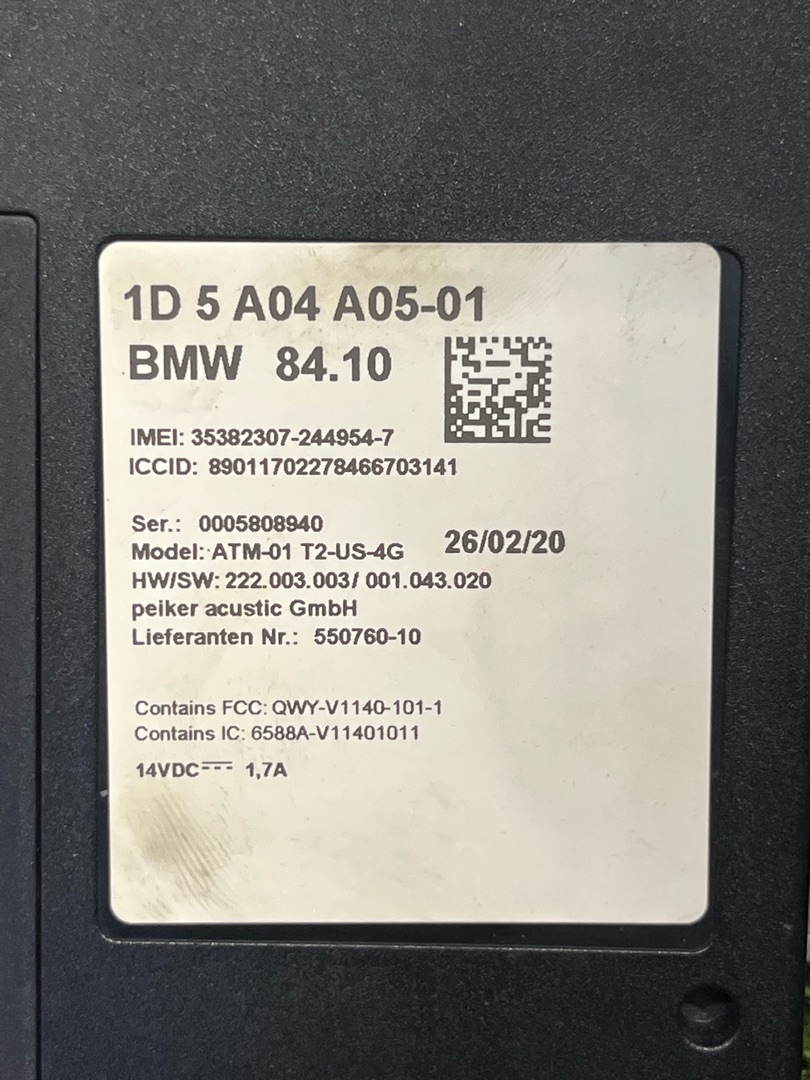 1D 5 A04 A05-01
BMW 84.10
IMEI: 35382307-244954-7
ICCID: 89011702278466703141
Ser.: 0005808940
Model: ATM-01 T2-US-4G 26/02/20
HW/SW: 222.003.003/ 001.043.020
peiker acustic GmbH
Lieferanten Nr.: 550760-10
Contains FCC: QWY-V1140-101-1
Contains IC: 6588A-V11401011
14VDC⎓ 1,7A